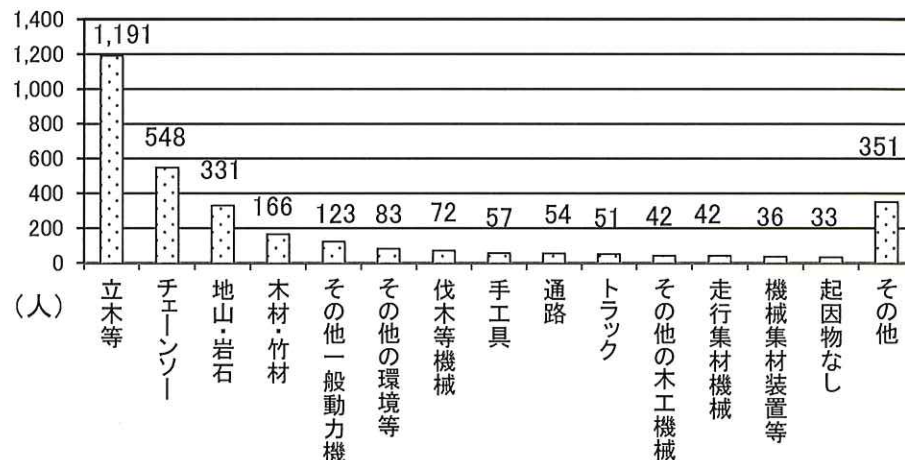 1,400
1,200
1,000
800
600
400
200
0
(人)
1,191
548
331
166
123
83
72
57
54
51
42
42
36
33
351
立木等
チェーンソー
地山・岩石
木材・竹材
その他一般動力機
その他の環境等
伐木等機械
手工具
通路
トラック
その他の木工機械
走行集材機械
機械集材装置等
起因物なし
その他